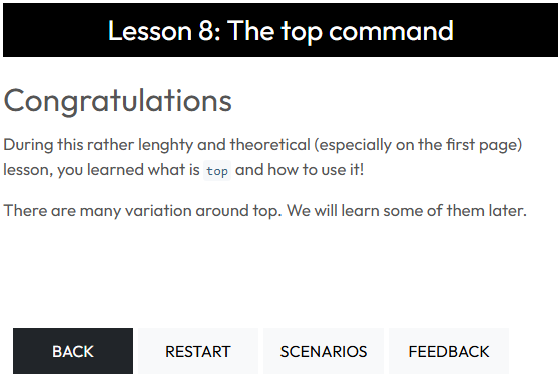 Lesson 8: The top command
Congratulations
During this rather lenghty and theoretical (especially on the first page)
lesson, you learned what is top and how to use it!
There are many variation around top. We will learn some of them later.
BACK
RESTART
SCENARIOS
FEEDBACK